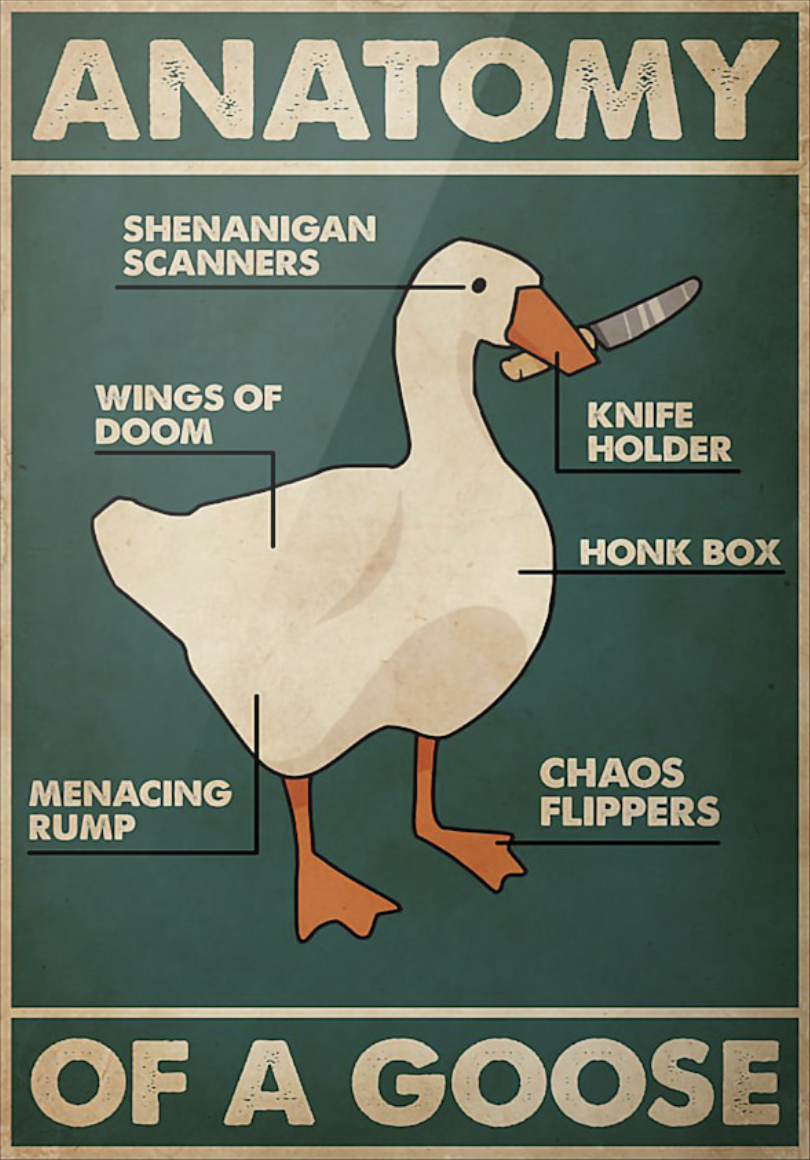 ANATOMY
SHENANIGAN
SCANNERS
WINGS OF
DOOM
KNIFE
HOLDER
HONK BOX
CHAOS
FLIPPERS
MENACING
RUMP
OF A GOOSE